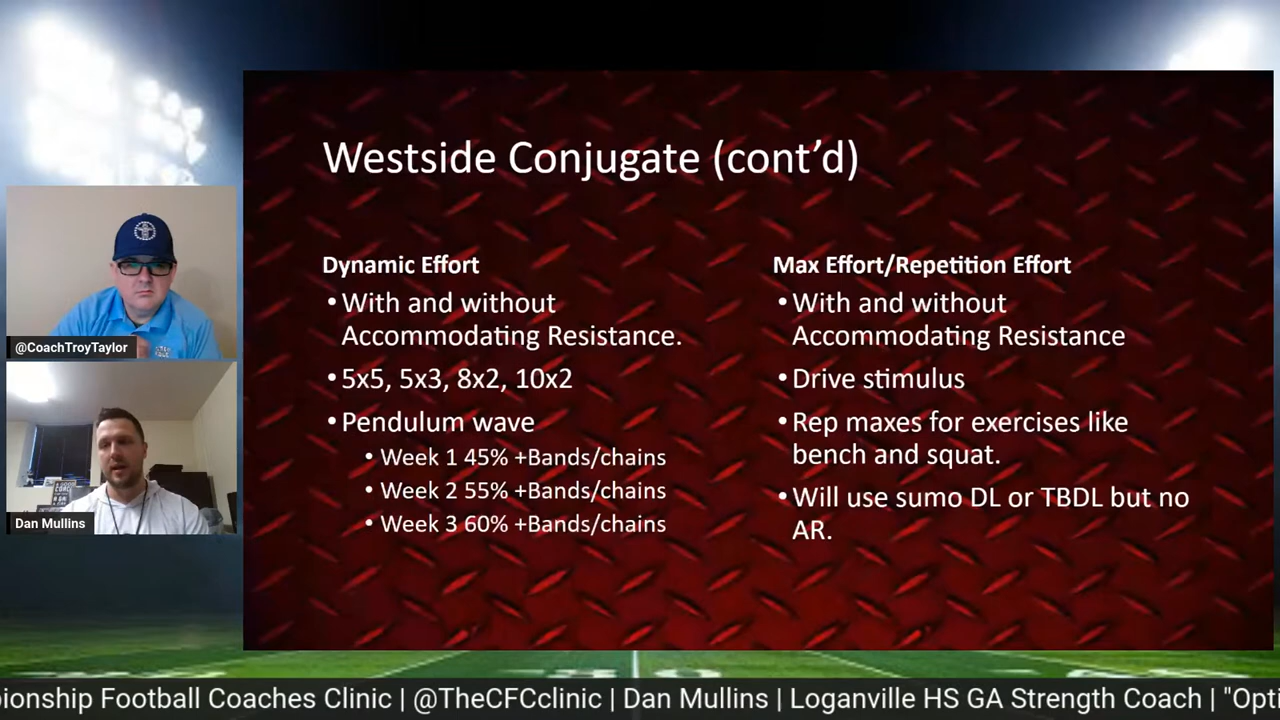 Westside Conjugate (cont’d)
Dynamic Effort
•With and without
Accommodating Resistance.
•5x5, 5x3, 8x2, 10x2
•Pendulum wave
• Week 1 45% +Bands/chains
• Week 2 55% +Bands/chains
• Week 3 60% +Bands/chains
Max Effort/Repetition Effort
•With and without
Accommodating Resistance
•Drive stimulus
•Rep maxes for exercises like
bench and squat.
•Will use sumo DL or TBDL but no
AR.
@CoachTroyTaylor
Dan Mullins
pionship Football Coaches Clinic | @TheCFCclinic | Dan Mullins | Loganville HS GA Strength Coach | "Opti